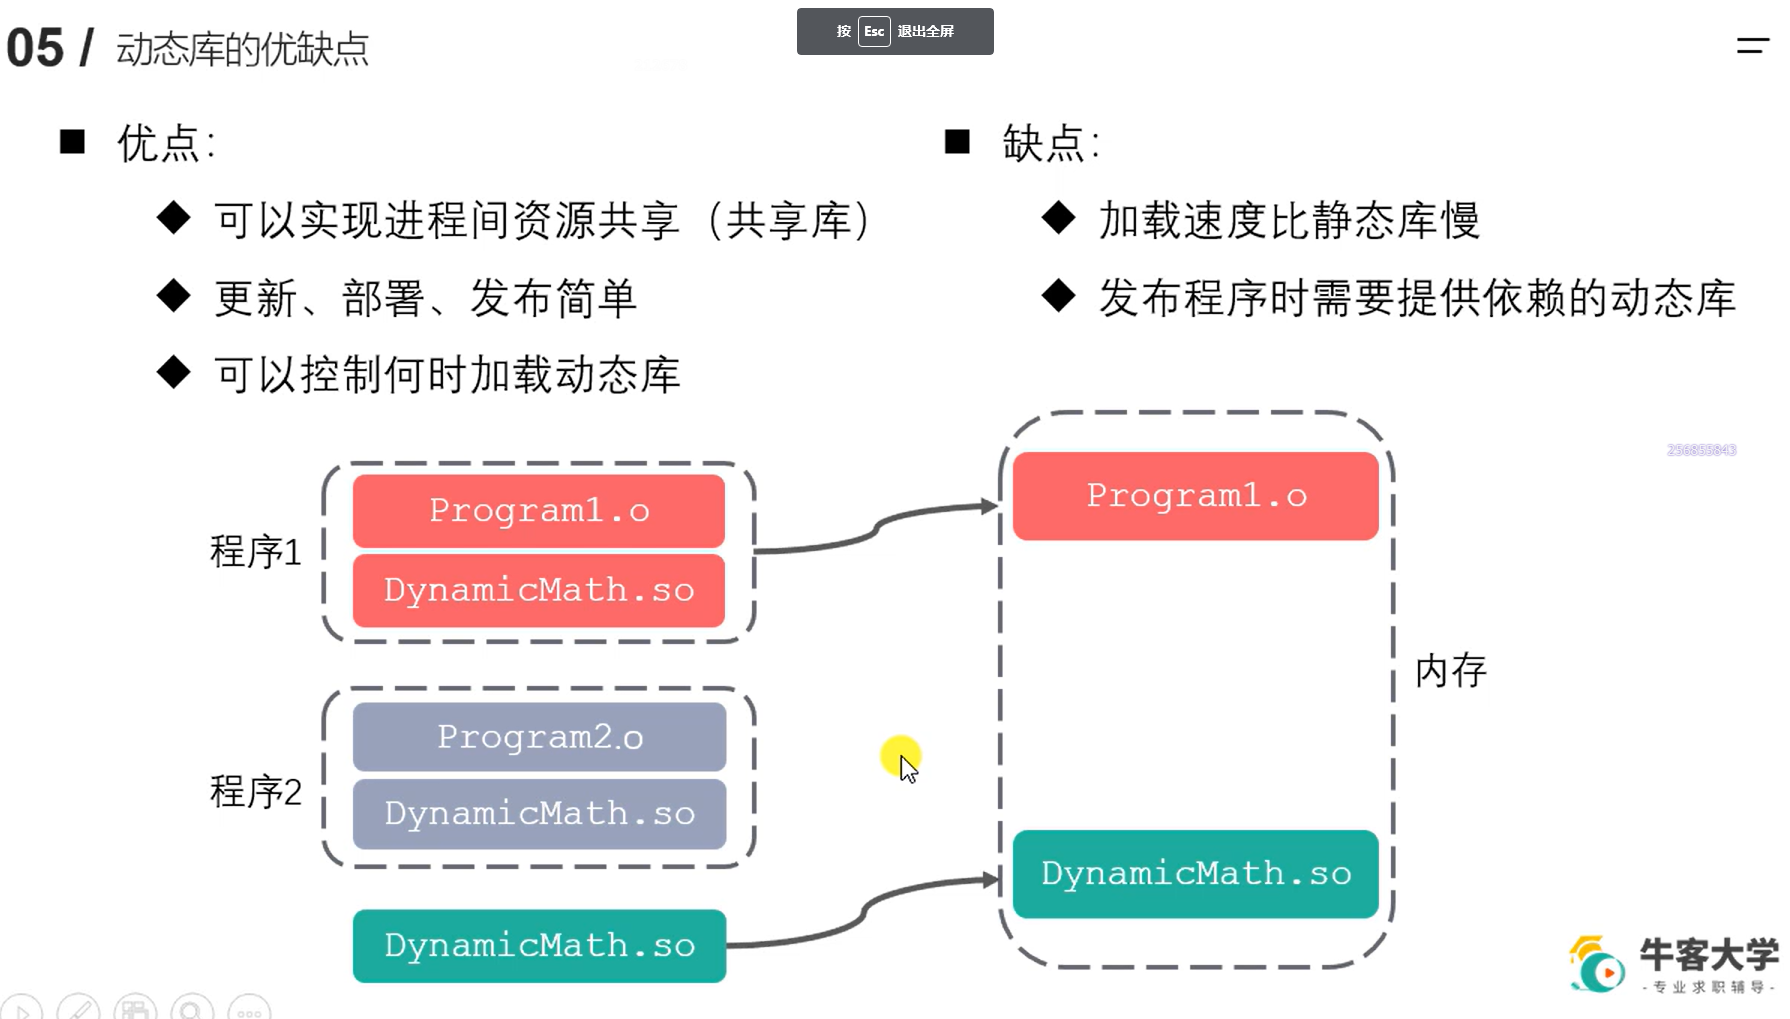 按 Esc 退出全屏
05 / 动态库的优缺点
优点：
可以实现进程间资源共享（共享库）
更新、部署、发布简单
可以控制何时加载动态库
缺点：
加载速度比静态库慢
发布程序时需要提供依赖的动态库
程序1
Program1.o
DynamicMath.so
程序2
Program2.o
DynamicMath.so
DynamicMath.so
Program1.o
DynamicMath.so
内存
256855843
牛客大学
-专业求职辅导-